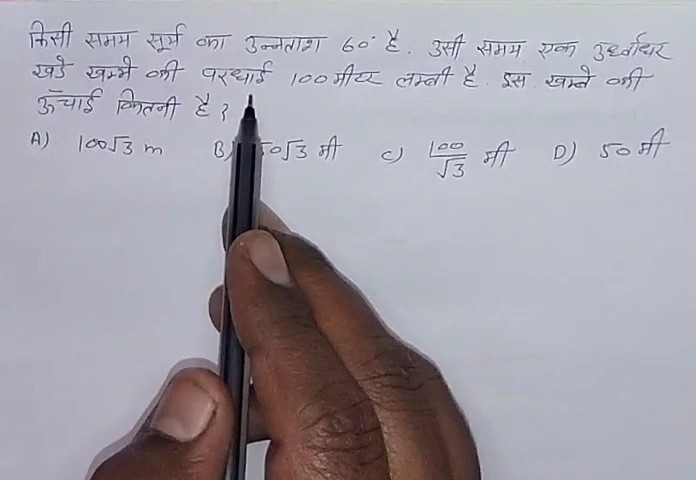 किसी समय सूर्य का उन्नताश 60° है. उसी समय एक उर्ध्वाधर
खडे खम्भे की परछाई 100 मीटर लम्बी है. इस खम्बे की
ऊँचाई कितनी है?
A) 100√3 m B) 50√3 मी C) 100/√3 मी D) 50 मी